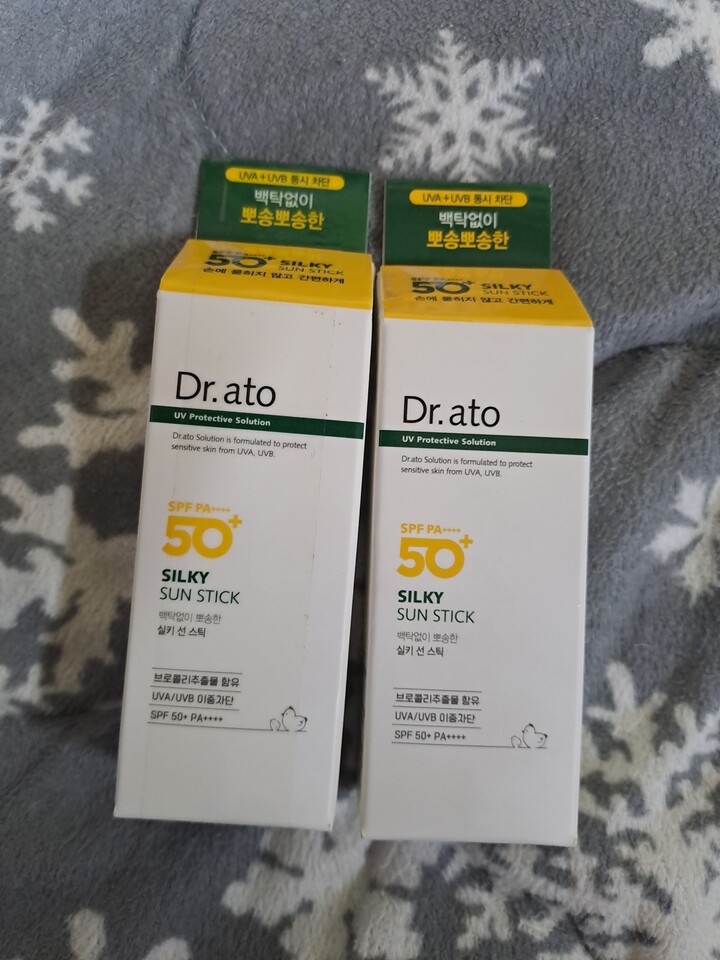 UVA + UVB 동시 차단
백탁없이
뽀송뽀송한
50+ SILKY
SUN STICK
손에 묻히지 않고 간편하게
Dr.ato
UV Protective Solution
Dr.ato Solution is formulated to protect
sensitive skin from UVA, UVB.
SPF PA++++
50+
SILKY
SUN STICK
백탁없이 뽀송한
실키 선 스틱
브로콜리추출물 함유
UVA/UVB 이중차단
SPF 50+ PA++++
UVA + UVB 동시 차단
백탁없이
뽀송뽀송한
50+ SILKY
SUN STICK
손에 묻히지 않고 간편하게
Dr.ato
UV Protective Solution
Dr.ato Solution is formulated to protect
sensitive skin from UVA, UVB.
SPF PA++++
50+
SILKY
SUN STICK
백탁없이 뽀송한
실키 선 스틱
브로콜리추출물 함유
UVA/UVB 이중차단
SPF 50+ PA++++